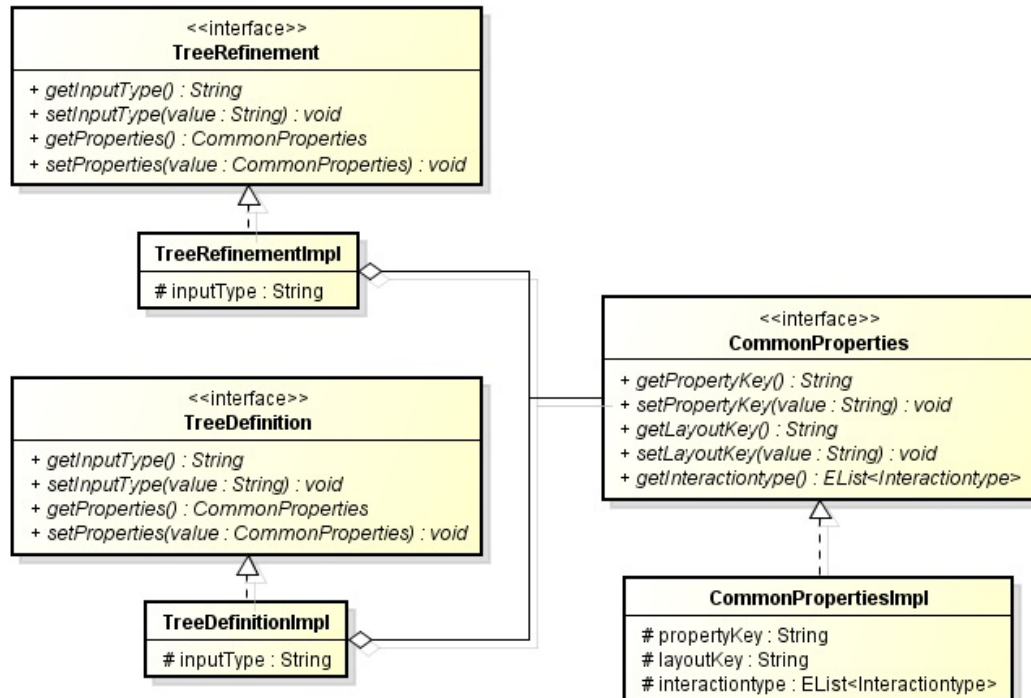 <<interface>>
TreeRefinement
+ getInputType() : String
+ setInputType(value : String) : void
+ getProperties() : CommonProperties
+ setProperties(value : CommonProperties) : void
TreeRefinementImpl
# inputType : String
<<interface>>
CommonProperties
+ getPropertyKey() : String
+ setPropertyKey(value : String) : void
+ getLayoutKey() : String
+ setLayoutKey(value : String) : void
+ getInteractiontype() : EList<Interactiontype>
<<interface>>
TreeDefinition
+ getInputType() : String
+ setInputType(value : String) : void
+ getProperties() : CommonProperties
+ setProperties(value : CommonProperties) : void
TreeDefinitionImpl
# inputType : String
CommonPropertiesImpl
# propertyKey : String
# layoutKey : String
# interactiontype : EList<Interactiontype>